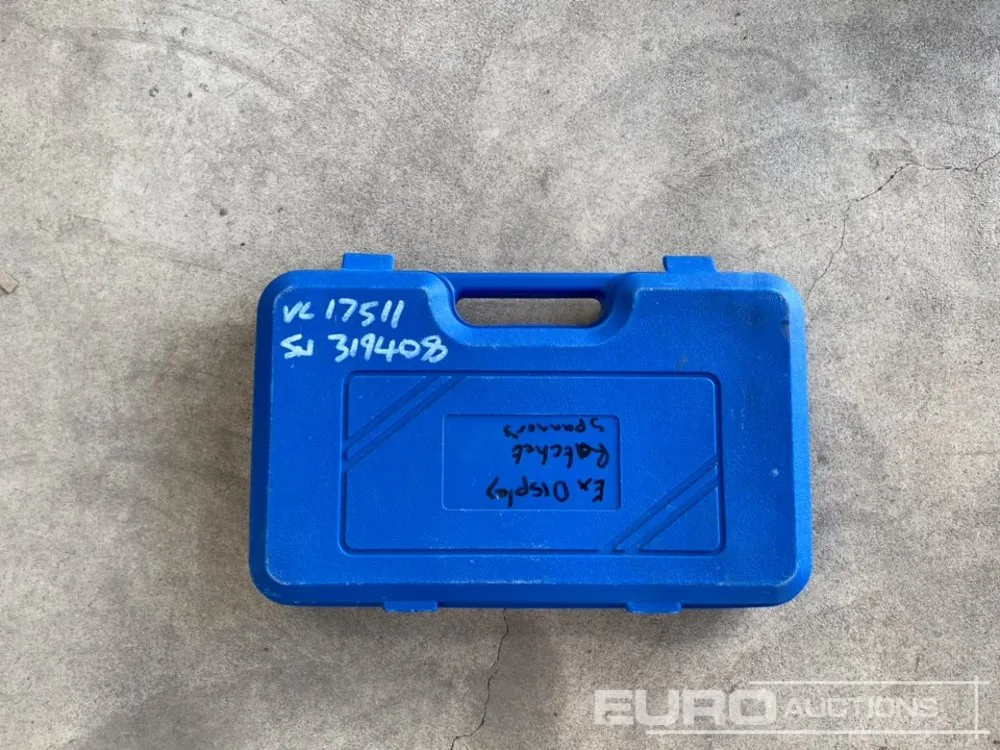 VC 17511
SN 319408
Ex Display
Ratchet
Spanners
EURO AUCTIONS